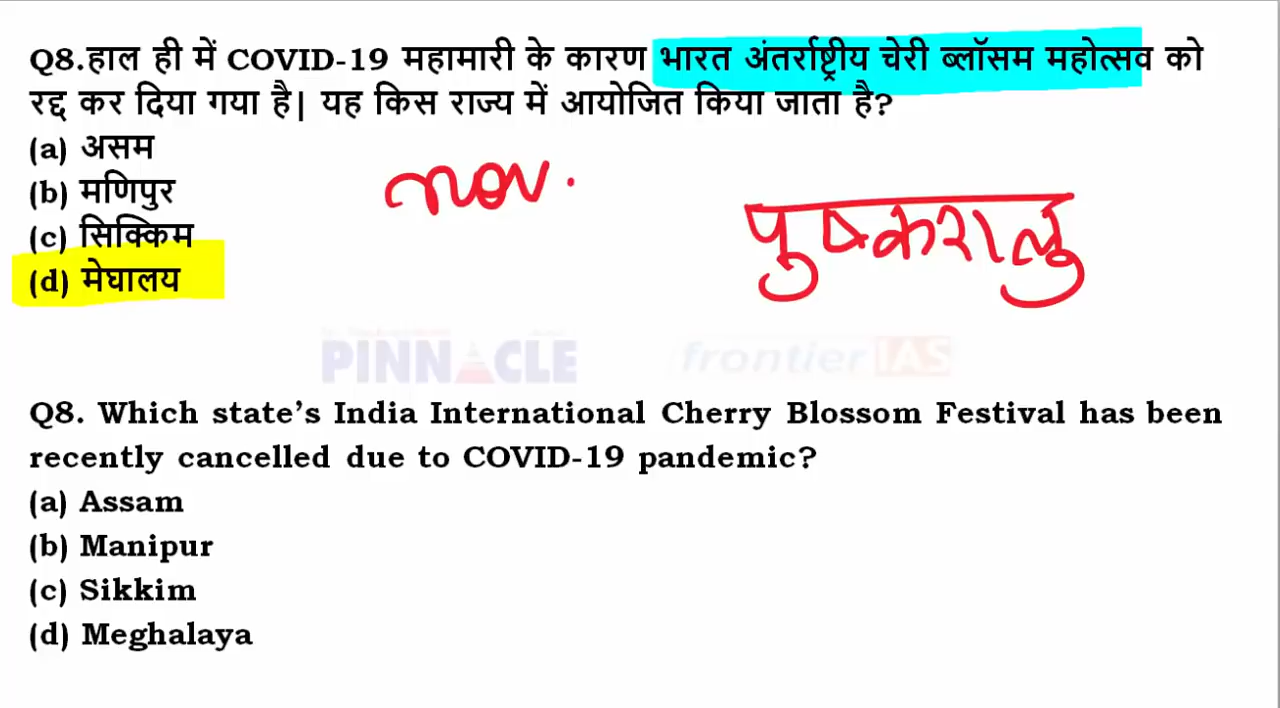 Q8.हाल ही में COVID-19 महामारी के कारण भारत अंतर्राष्ट्रीय चेरी ब्लॉसम महोत्सव को
रद्द कर दिया गया है| यह किस राज्य में आयोजित किया जाता है?
(a) असम
(b) मणिपुर
(c) सिक्किम
(d) मेघालय
nov.
पुष्करालु
PINNACLE
frontier IAS
Q8. Which state’s India International Cherry Blossom Festival has been
recently cancelled due to COVID-19 pandemic?
(a) Assam
(b) Manipur
(c) Sikkim
(d) Meghalaya